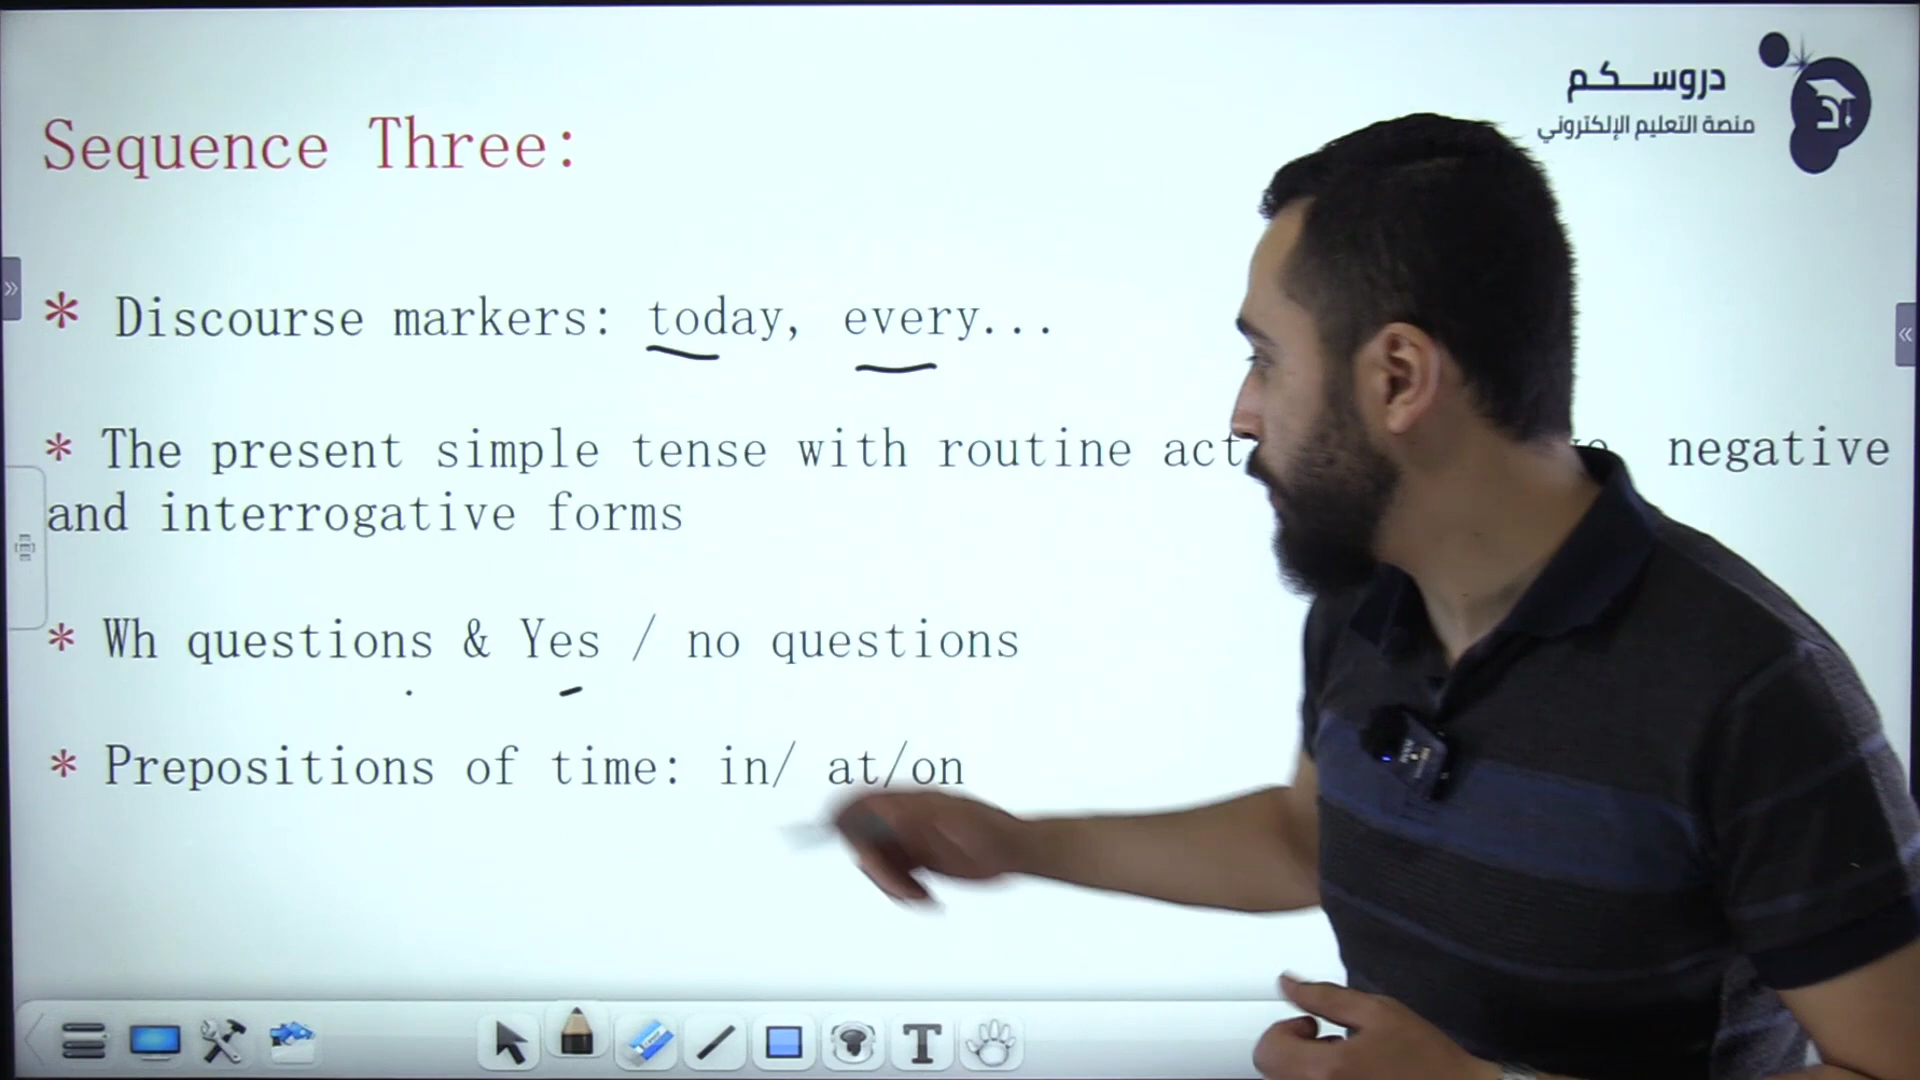 دروسكم
منصة التعليم الإلكتروني
Sequence Three:
* Discourse markers: today, every...
* The present simple tense with routine act negative
and interrogative forms
* Wh questions & Yes / no questions
* Prepositions of time: in/ at/on
T